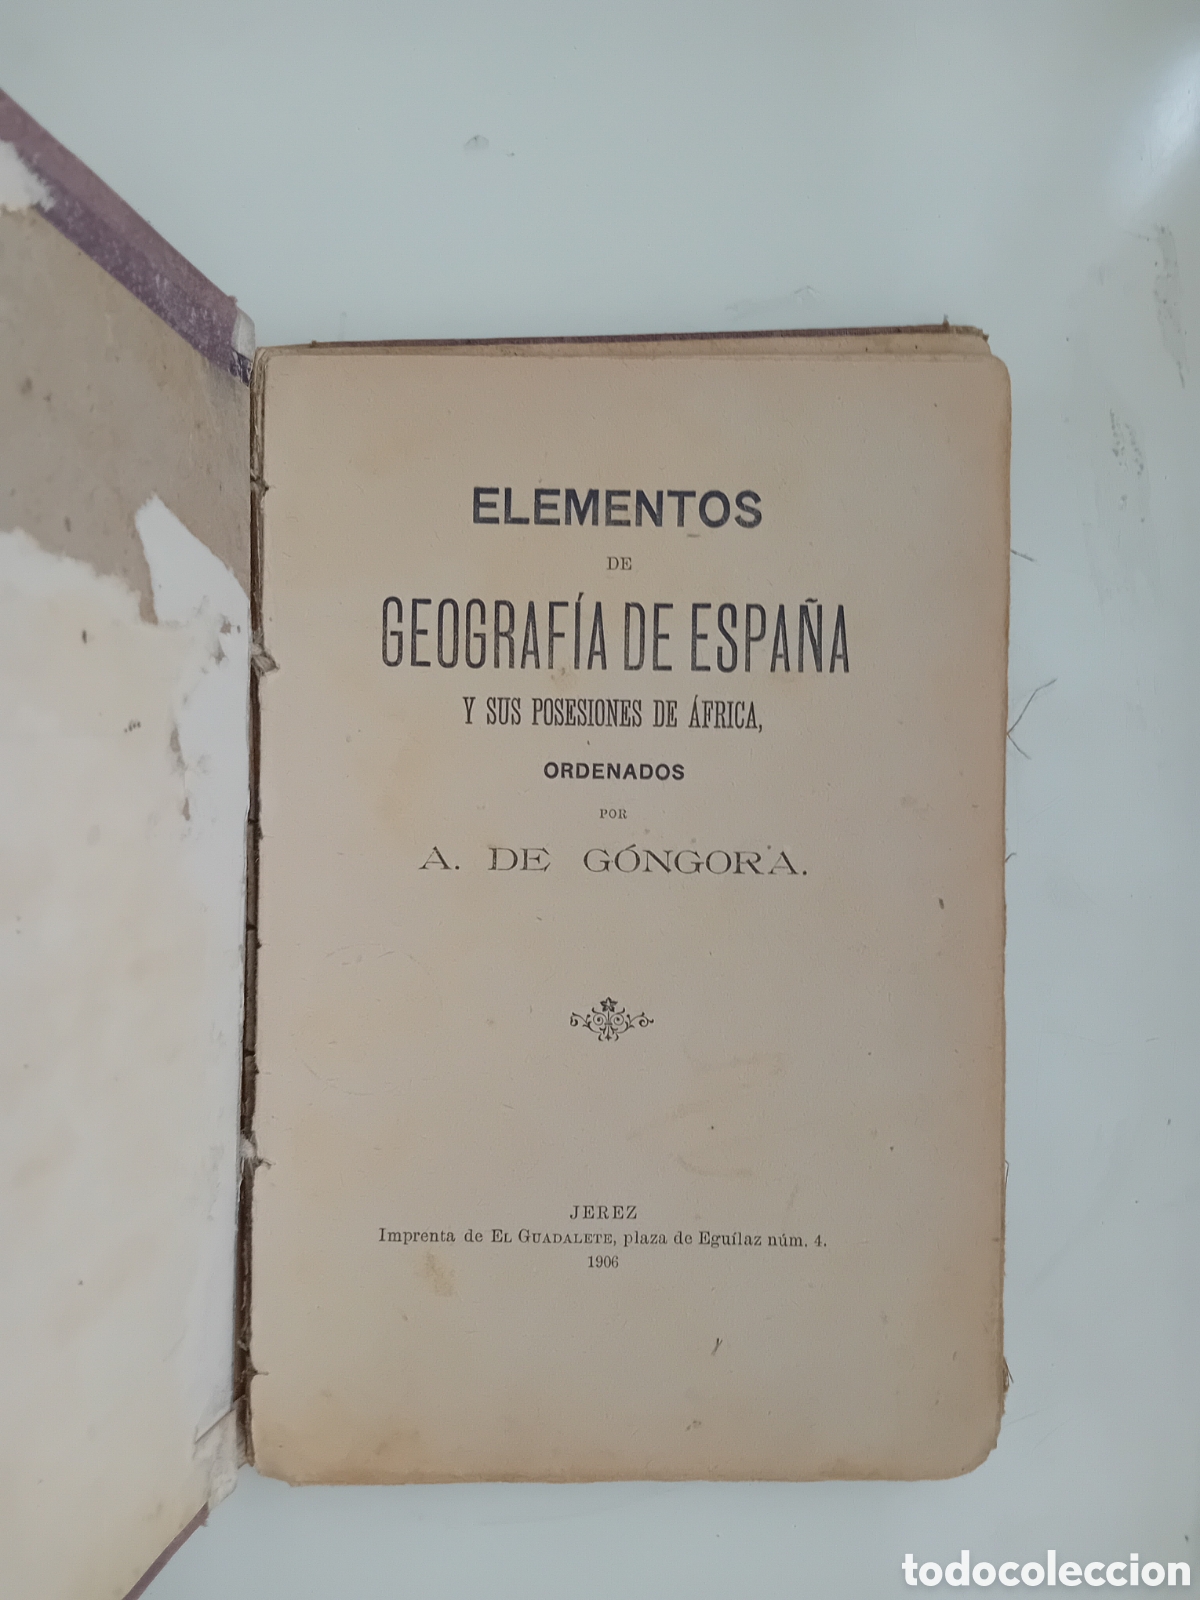 ELEMENTOS
DE
GEOGRAFÍA DE ESPAÑA
Y SUS POSESIONES DE ÁFRICA,
ORDENADOS
POR
A. DE GÓNGORA.
JEREZ
Imprenta de EL GUADALETE, plaza de Eguílaz núm. 4.
1906
todocoleccion